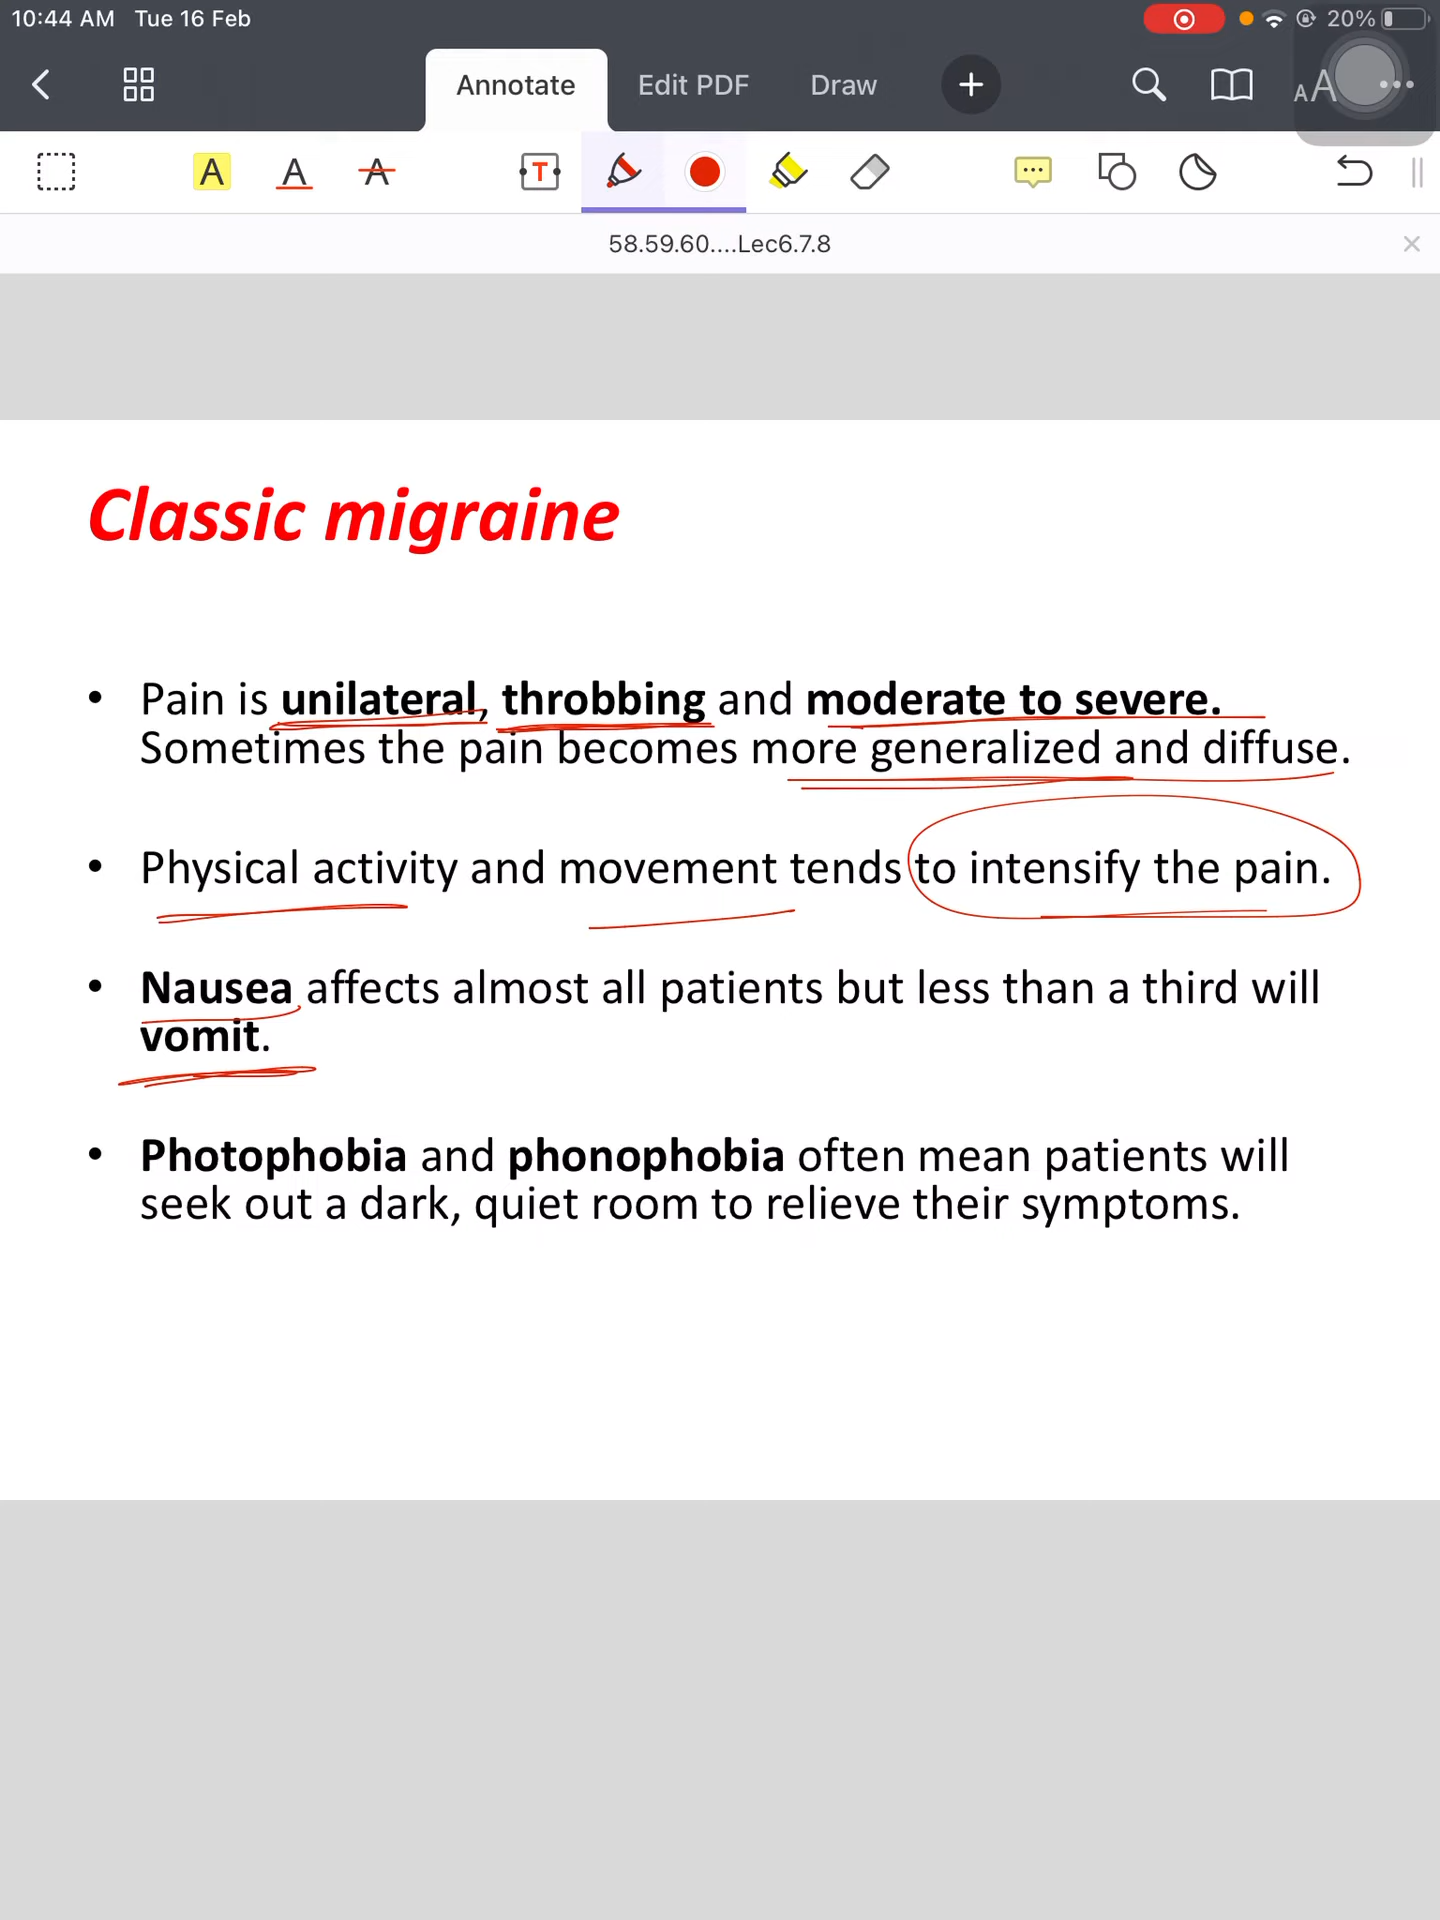 10:44 AM Tue 16 Feb
20%
Annotate Edit PDF Draw
AA
A A A T
58.59.60....Lec6.7.8
Classic migraine
• Pain is unilateral, throbbing and moderate to severe.
Sometimes the pain becomes more generalized and diffuse.
• Physical activity and movement tends to intensify the pain.
• Nausea affects almost all patients but less than a third will
vomit.
• Photophobia and phonophobia often mean patients will
seek out a dark, quiet room to relieve their symptoms.